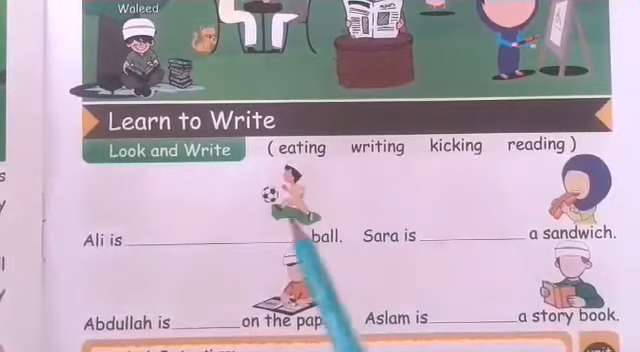 Waleed
Learn to Write
Look and Write
( eating writing kicking reading )
Ali is ball. Sara is a sandwich.
Abdullah is on the Aslam is a story book.